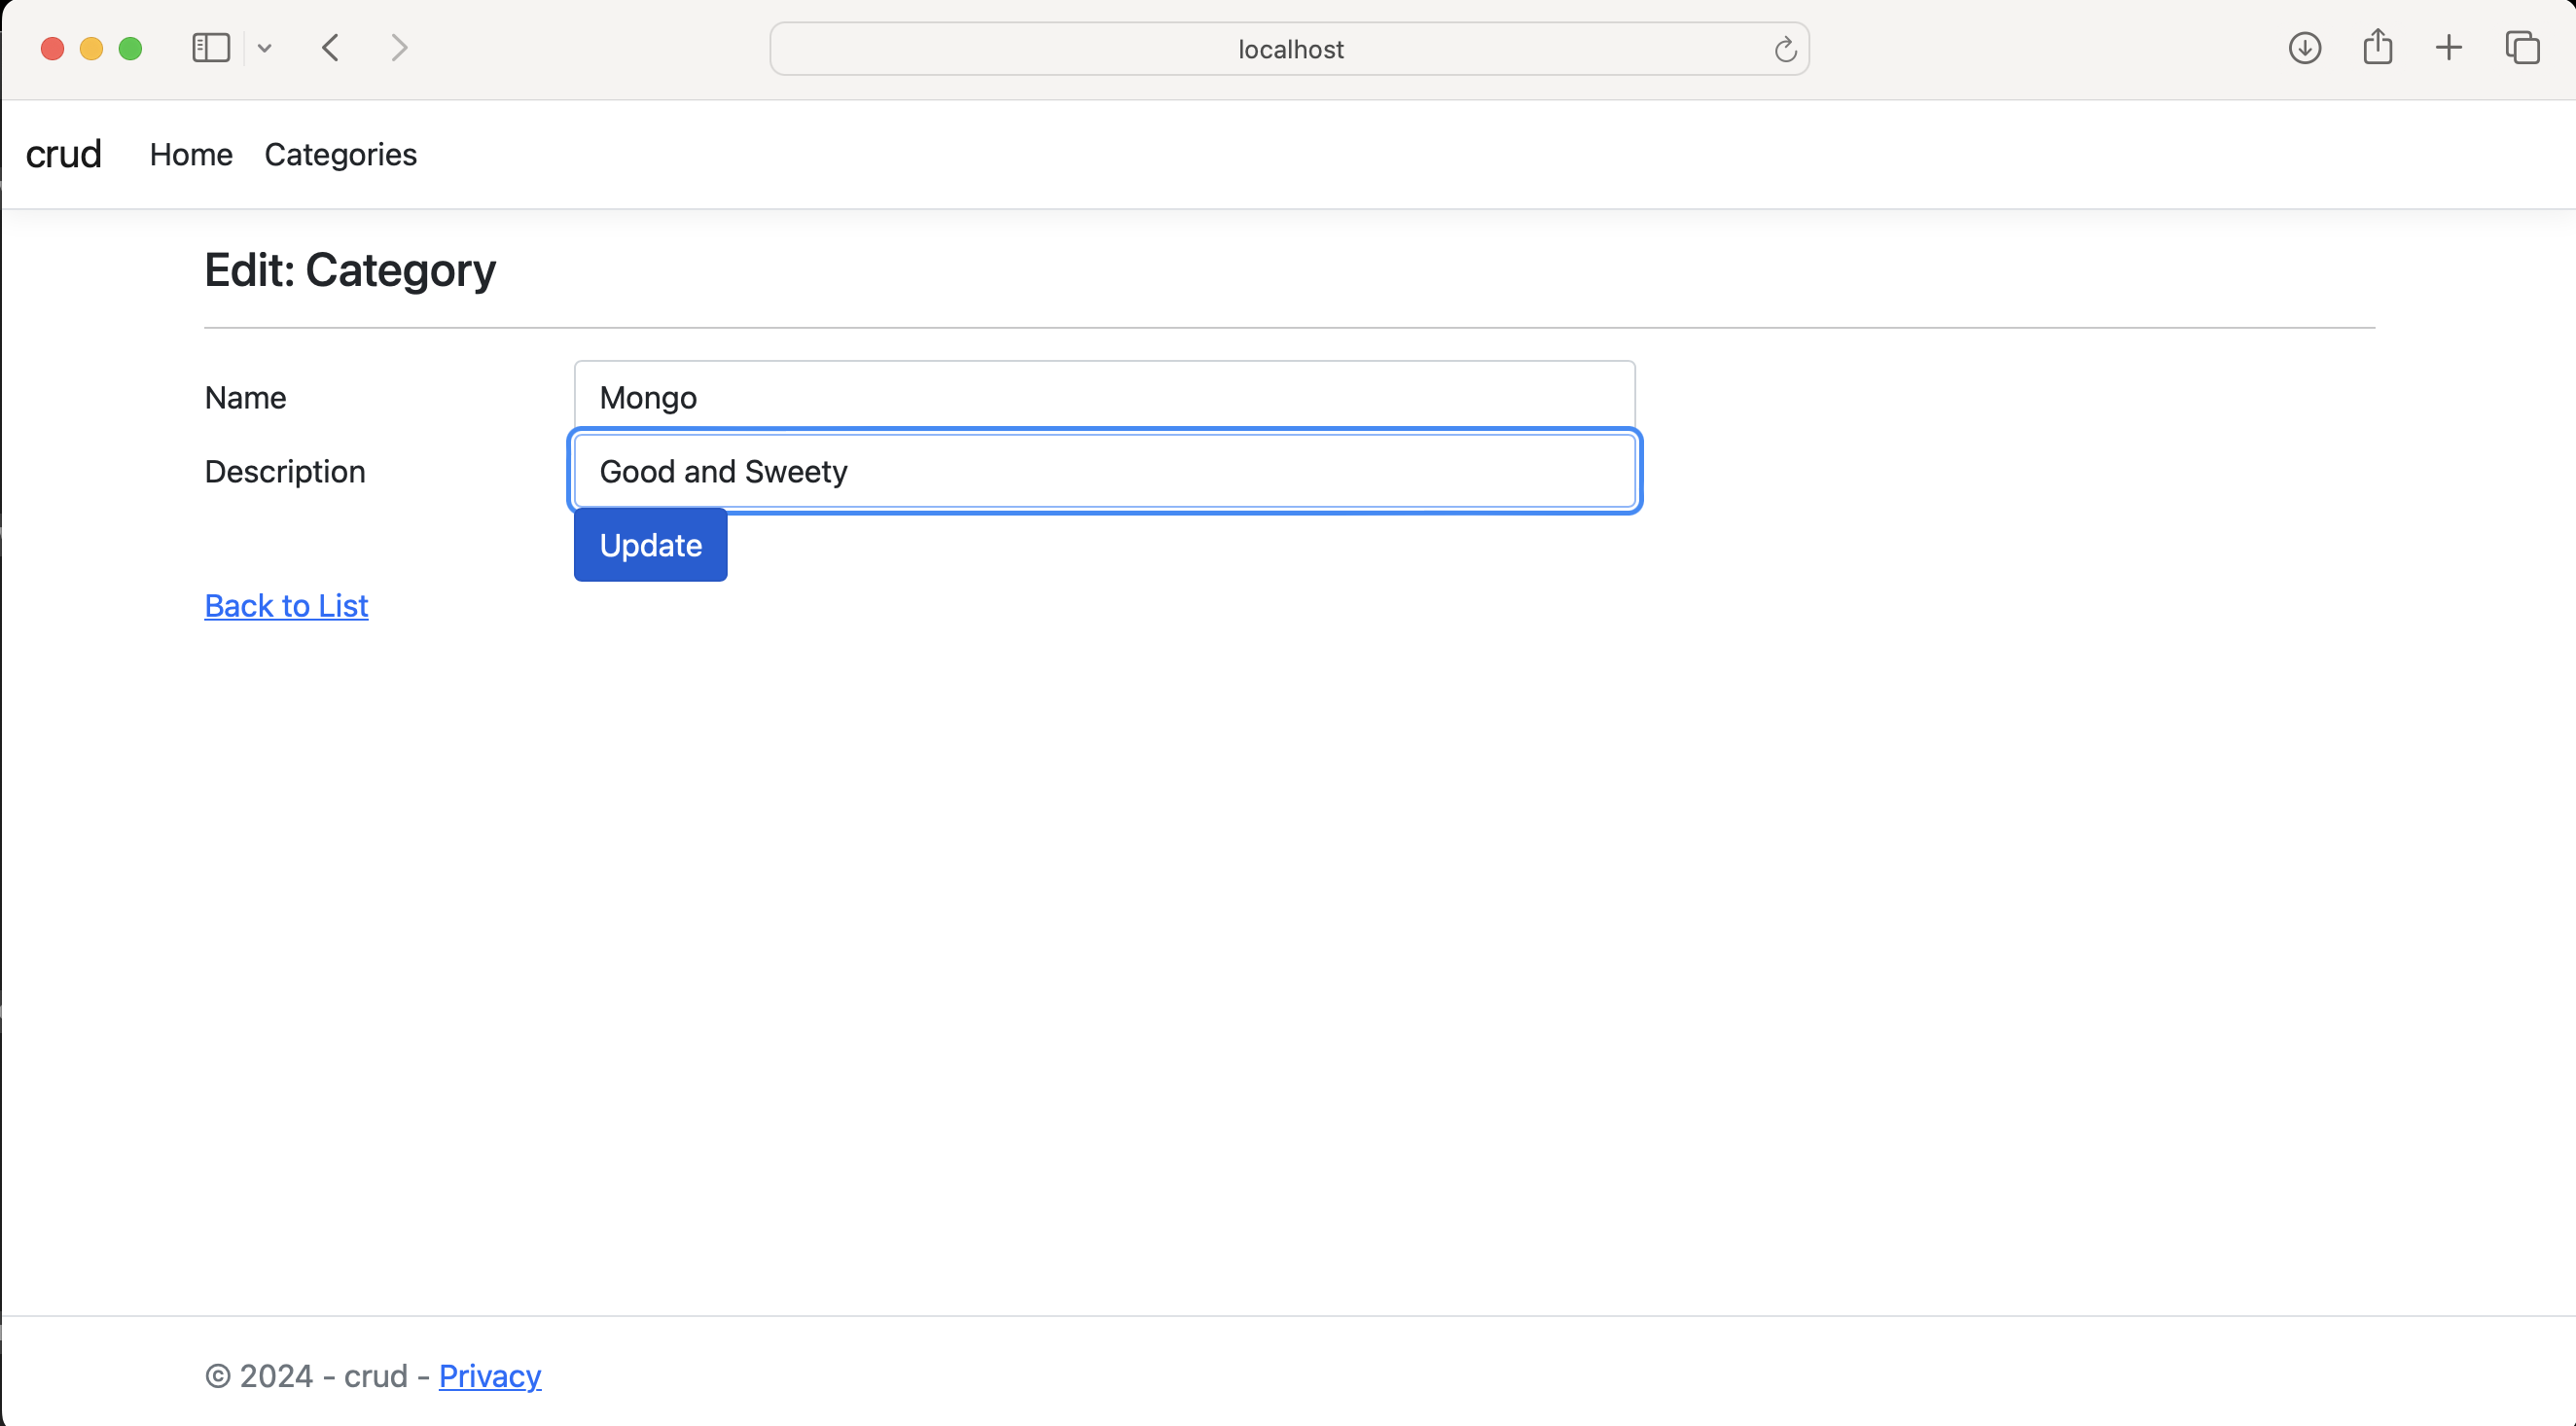 localhost
crud Home Categories
Edit: Category
Name Mongo
Description Good and Sweety
Update
Back to List
© 2024 - crud - Privacy